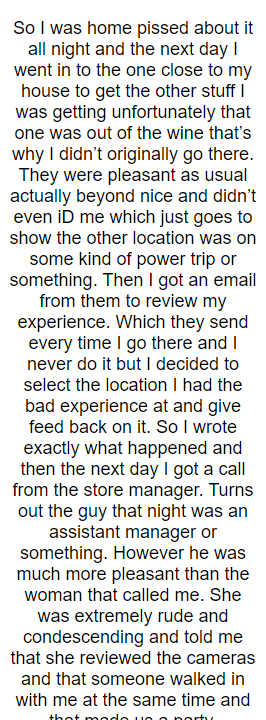 So I was home pissed about it
all night and the next day I
went in to the one close to my
house to get the other stuff I
was getting unfortunately that
one was out of the wine that’s
why I didn’t originally go there.
They were pleasant as usual
actually beyond nice and didn’t
even iD me which just goes to
show the other location was on
some kind of power trip or
something. Then I got an email
from them to review my
experience. Which they send
every time I go there and I
never do it but I decided to
select the location I had the
bad experience at and give
feed back on it. So I wrote
exactly what happened and
then the next day I got a call
from the store manager. Turns
out the guy that night was an
assistant manager or
something. However he was
much more pleasant than the
woman that called me. She
was extremely rude and
condescending and told me
that she reviewed the cameras
and that someone walked in
with me at the same time and
that made us a party